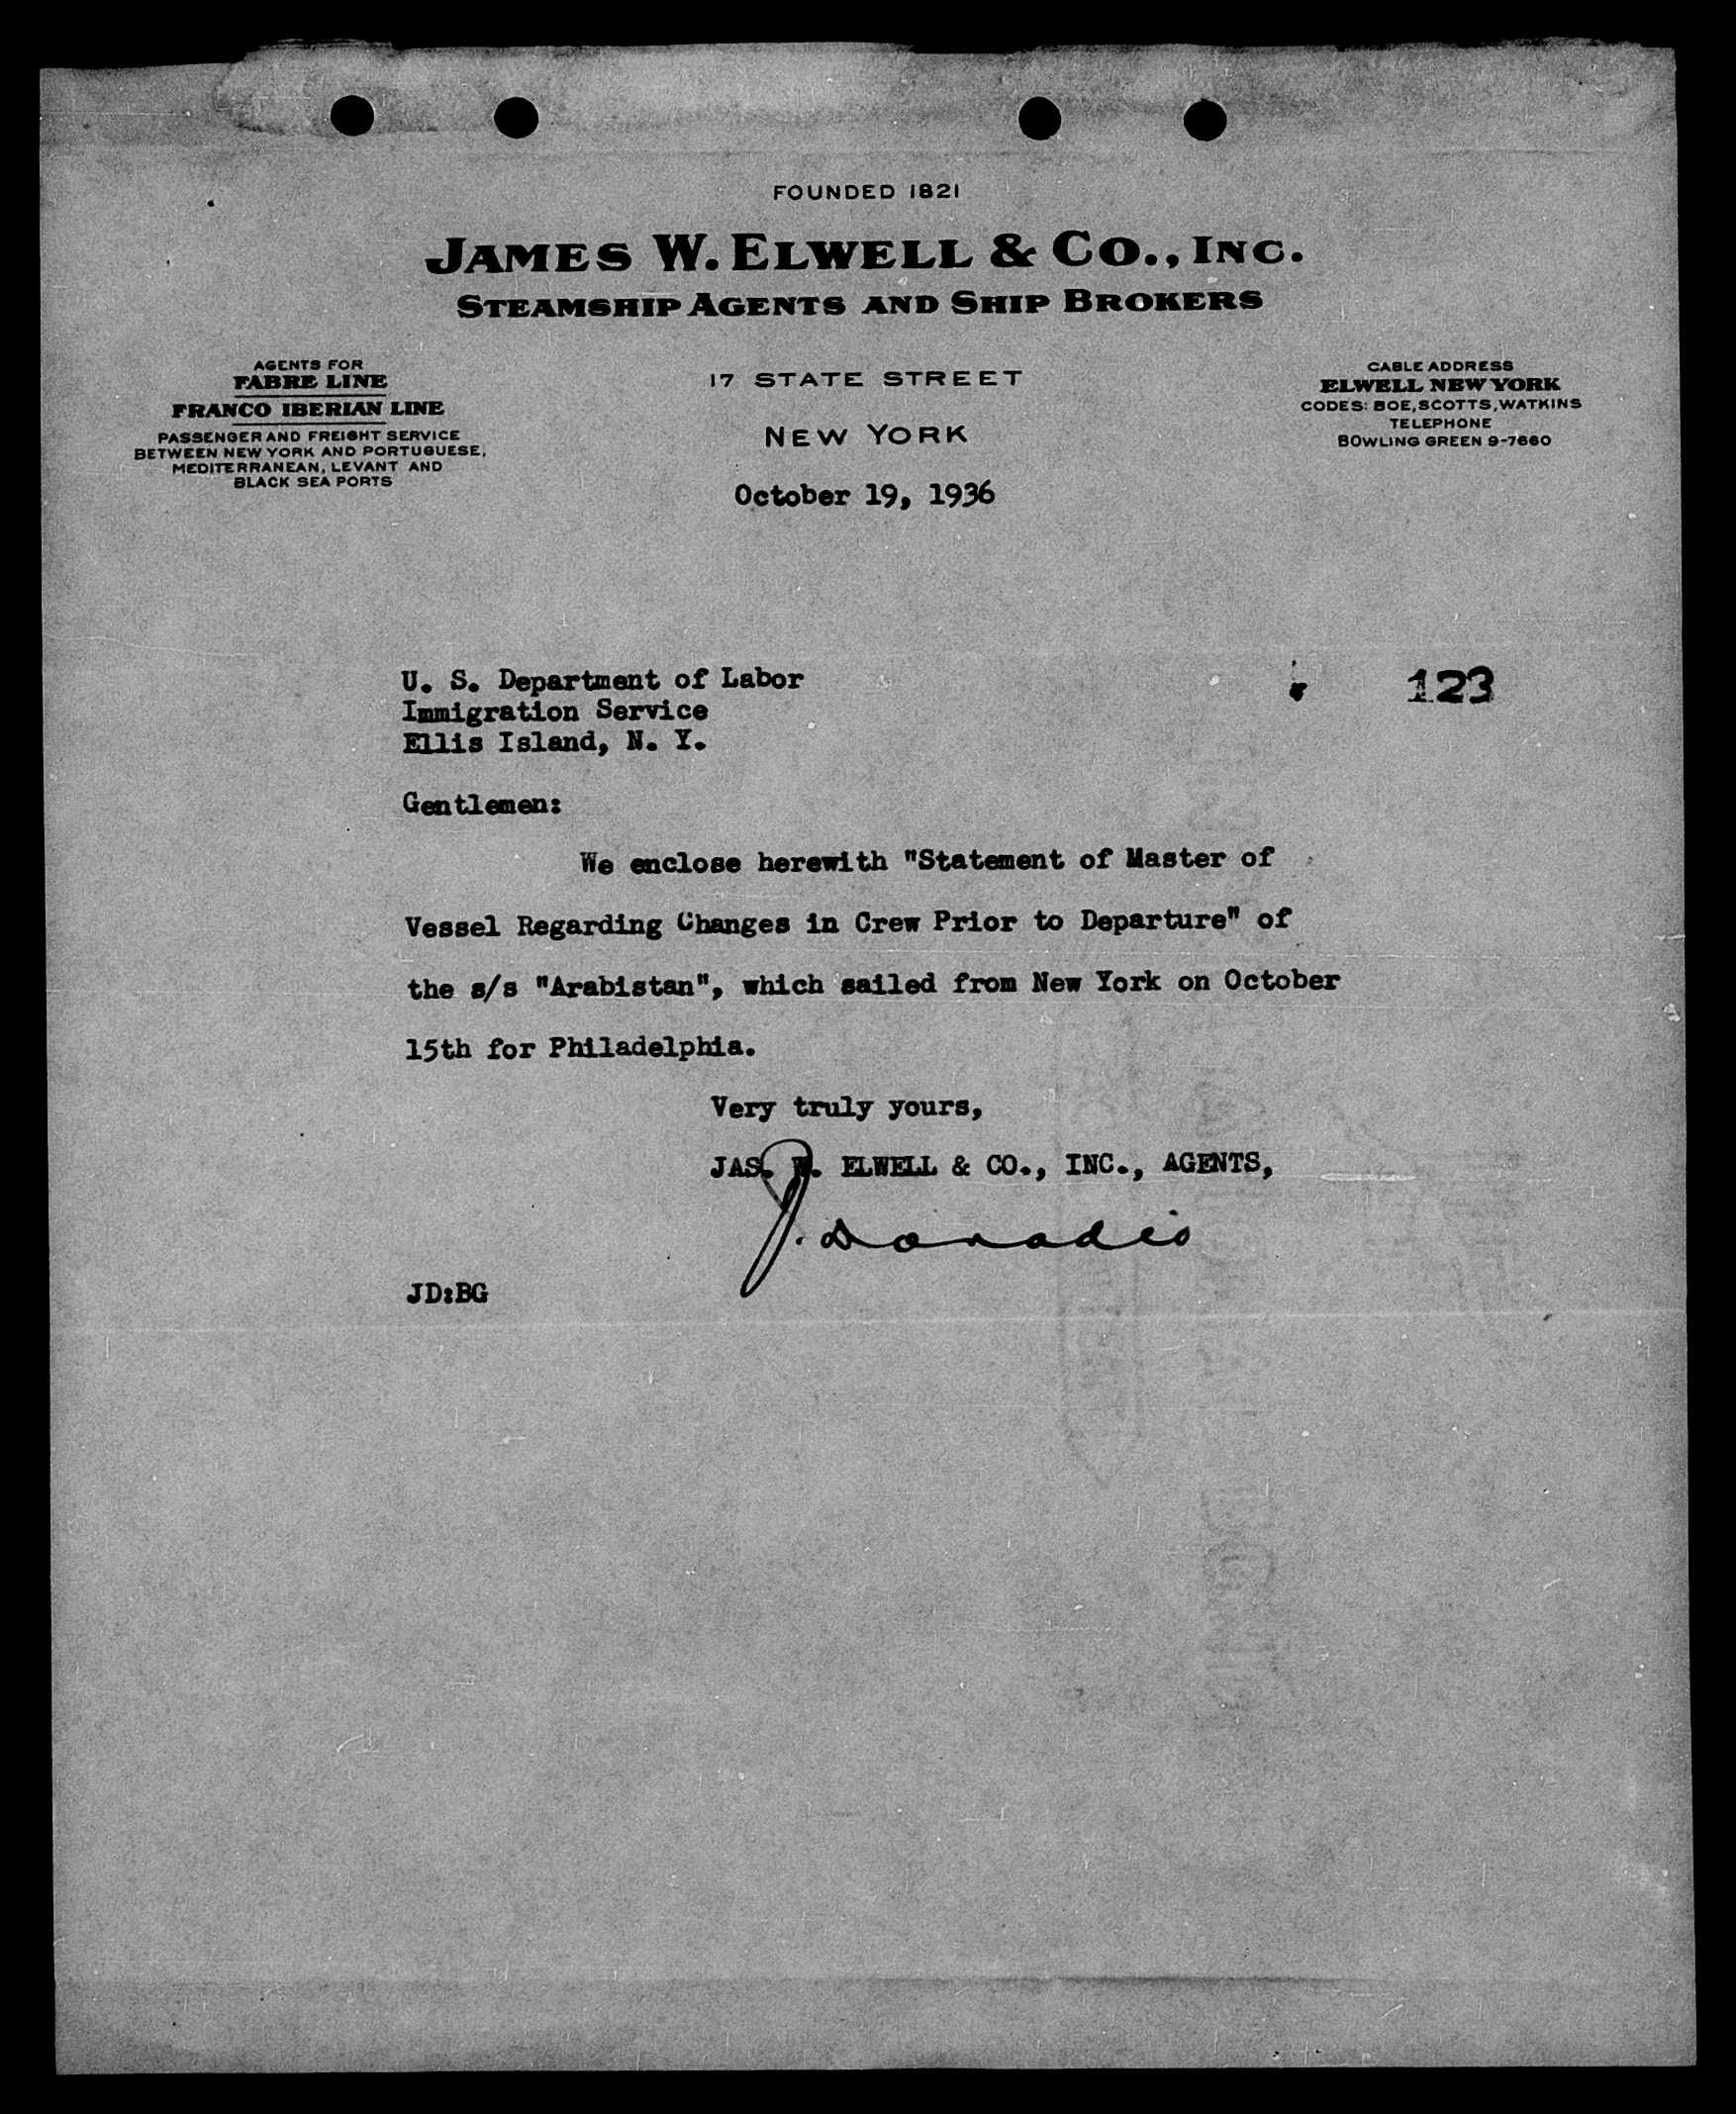 FOUNDED 1821
JAMES W. ELWELL & CO., INC.
STEAMSHIP AGENTS AND SHIP BROKERS
AGENTS FOR
FABRE LINE
FRANCO IBERIAN LINE
PASSENGER AND FREIGHT SERVICE
BETWEEN NEW YORK AND PORTUGUESE,
MEDITERRANEAN, LEVANT AND
BLACK SEA PORTS
17 STATE STREET
NEW YORK
October 19, 1936
CABLE ADDRESS
ELWELL NEW YORK
CODES: BOE, SCOTTS, WATKINS
TELEPHONE
BOWLING GREEN 9-7660
U. S. Department of Labor
Immigration Service
Ellis Island, N. Y.
123
Gentlemen:
We enclose herewith "Statement of Master of
Vessel Regarding Changes in Crew Prior to Departure" of
the s/s "Arabistan", which sailed from New York on October
15th for Philadelphia.
Very truly yours,
JAS. W. ELWELL & CO., INC., AGENTS,
J. Donadio
JD:BG